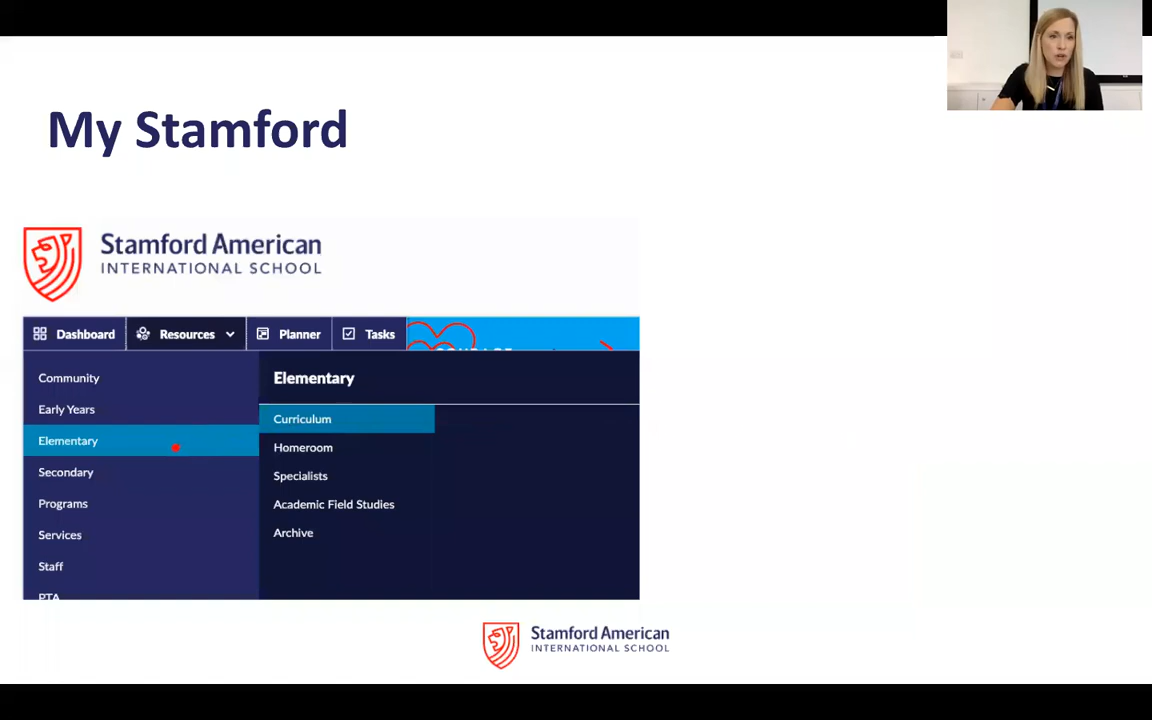 My Stamford
Stamford American
INTERNATIONAL SCHOOL
Dashboard Resources Planner Tasks
Community
Early Years
Elementary
Secondary
Programs
Services
Staff
PTA
Elementary
Curriculum
Homeroom
Specialists
Academic Field Studies
Archive
Stamford American
INTERNATIONAL SCHOOL